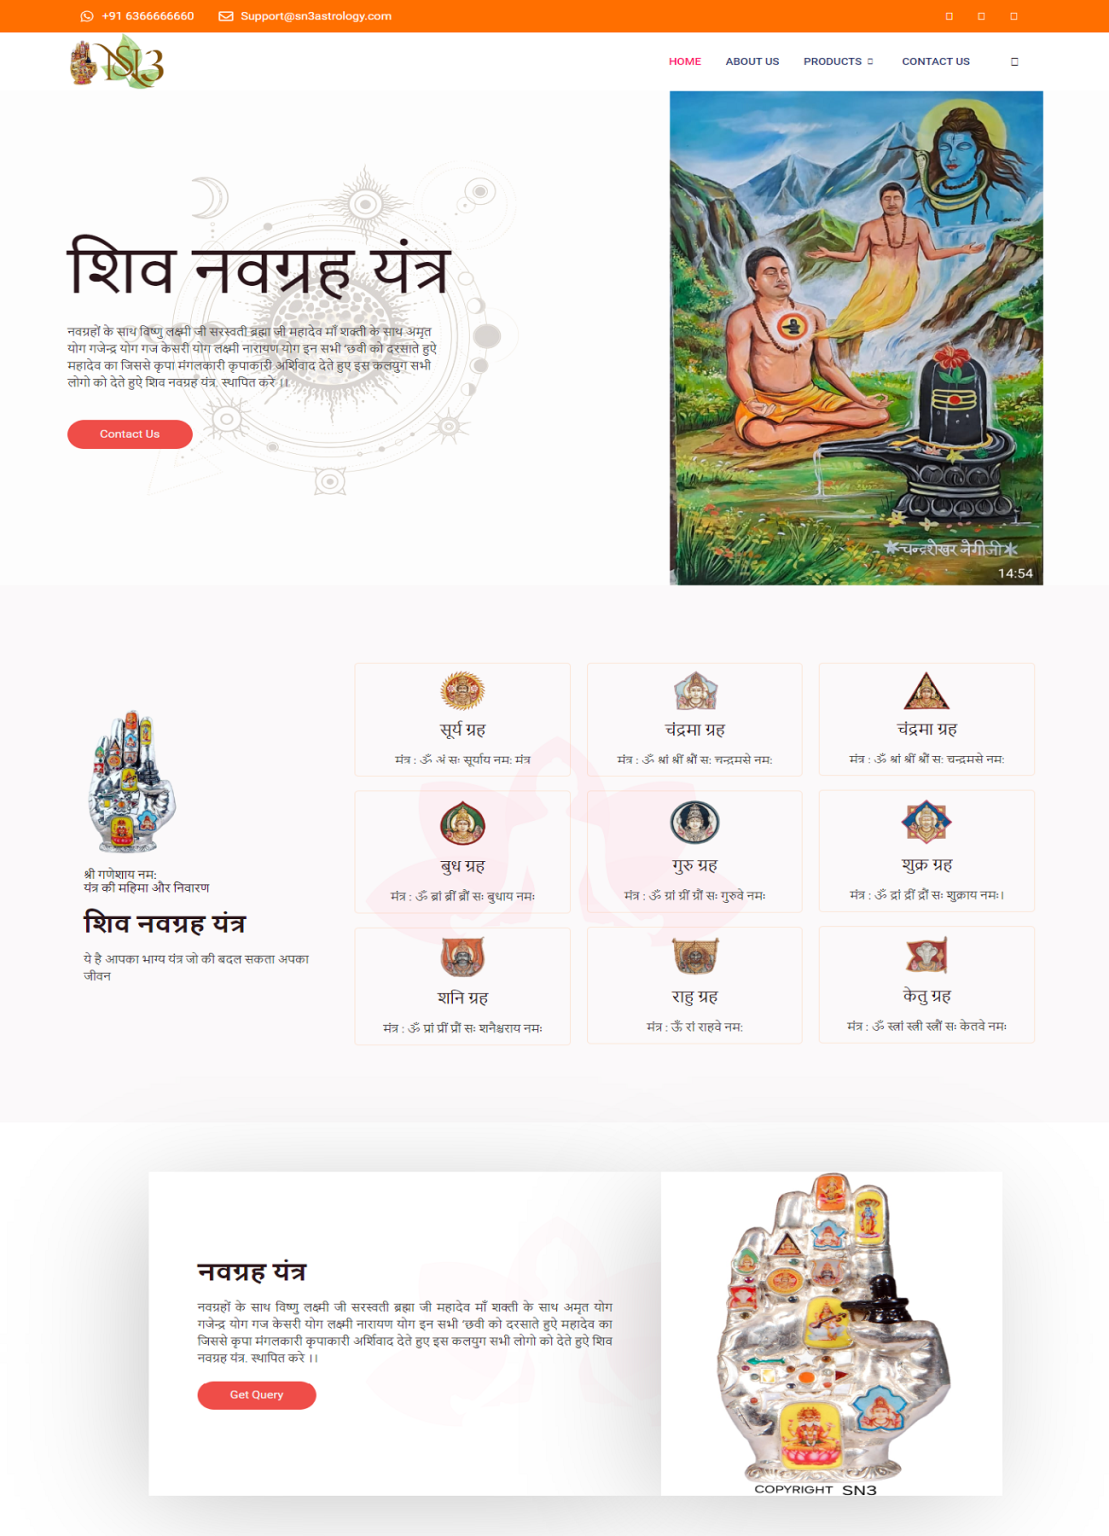 +91 6366666660
Support@sn3astrology.com
NS3
HOME
ABOUT US
PRODUCTS
CONTACT US
शिव नवग्रह यंत्र
नवग्रहों के साथ विष्णु लक्ष्मी जी सरस्वती ब्रह्मा जी महादेव माँ शक्ती के साथ अमृत
योग गजेन्द्र योग गज केसरी योग लक्ष्मी नारायण योग इन सभी 'छवी को दरसाते हुऐ
महादेव का जिससे कृपा मंगलकारी कृपाकारी अर्शिवाद देते हुए इस कलयुग सभी
लोगो को देते हुऐ शिव नवग्रह यंत्र. स्थापित करे ।।
Contact Us
चन्द्रशेखर नेगीजी
14:54
श्री गणेशाय नम:
यंत्र की महिमा और निवारण
शिव नवग्रह यंत्र
ये है आपका भाग्य यंत्र जो की बदल सकता अपका
जीवन
सूर्य ग्रह
मंत्र : ॐ अं सः सूर्याय नम: मंत्र
चंद्रमा ग्रह
मंत्र : ॐ श्रां श्रीं श्रौं स: चन्द्रमसे नम:
चंद्रमा ग्रह
मंत्र : ॐ श्रां श्रीं श्रौं स: चन्द्रमसे नम:
बुध ग्रह
मंत्र : ॐ ब्रां ब्रीं ब्रौं सः बुधाय नमः
गुरु ग्रह
मंत्र : ॐ ग्रां ग्रीं ग्रौं सः गुरुवे नमः
शुक्र ग्रह
मंत्र : ॐ द्रां द्रीं द्रौं सः शुक्राय नमः।
शनि ग्रह
मंत्र : ॐ प्रां प्रीं प्रौं सः शनैश्चराय नमः
राहु ग्रह
मंत्र : ऊँ रां राहवे नम:
केतु ग्रह
मंत्र : ॐ स्त्रां स्त्री स्त्रौं सः केतवे नमः
नवग्रह यंत्र
नवग्रहों के साथ विष्णु लक्ष्मी जी सरस्वती ब्रह्मा जी महादेव माँ शक्ती के साथ अमृत योग
गजेन्द्र योग गज केसरी योग लक्ष्मी नारायण योग इन सभी 'छवी को दरसाते हुऐ महादेव का
जिससे कृपा मंगलकारी कृपाकारी अर्शिवाद देते हुए इस कलयुग सभी लोगो को देते हुऐ शिव
नवग्रह यंत्र. स्थापित करे ।।
Get Query
COPYRIGHT SN3